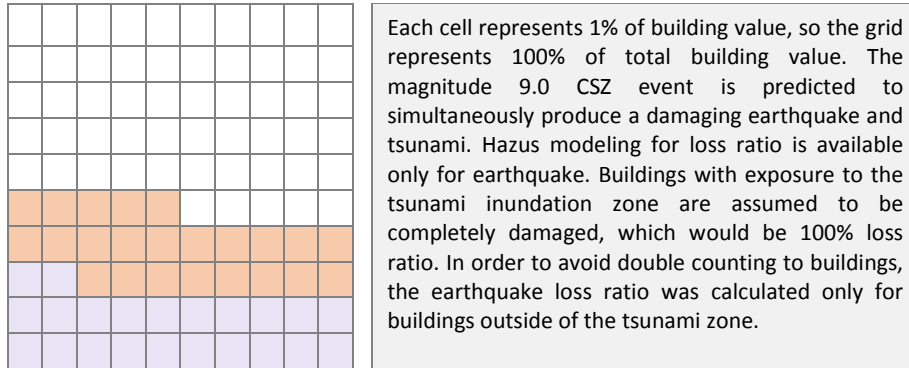 Each cell represents 1% of building value, so the grid
represents 100% of total building value. The
magnitude 9.0 CSZ event is predicted to
simultaneously produce a damaging earthquake and
tsunami. Hazus modeling for loss ratio is available
only for earthquake. Buildings with exposure to the
tsunami inundation zone are assumed to be
completely damaged, which would be 100% loss
ratio. In order to avoid double counting to buildings,
the earthquake loss ratio was calculated only for
buildings outside of the tsunami zone.